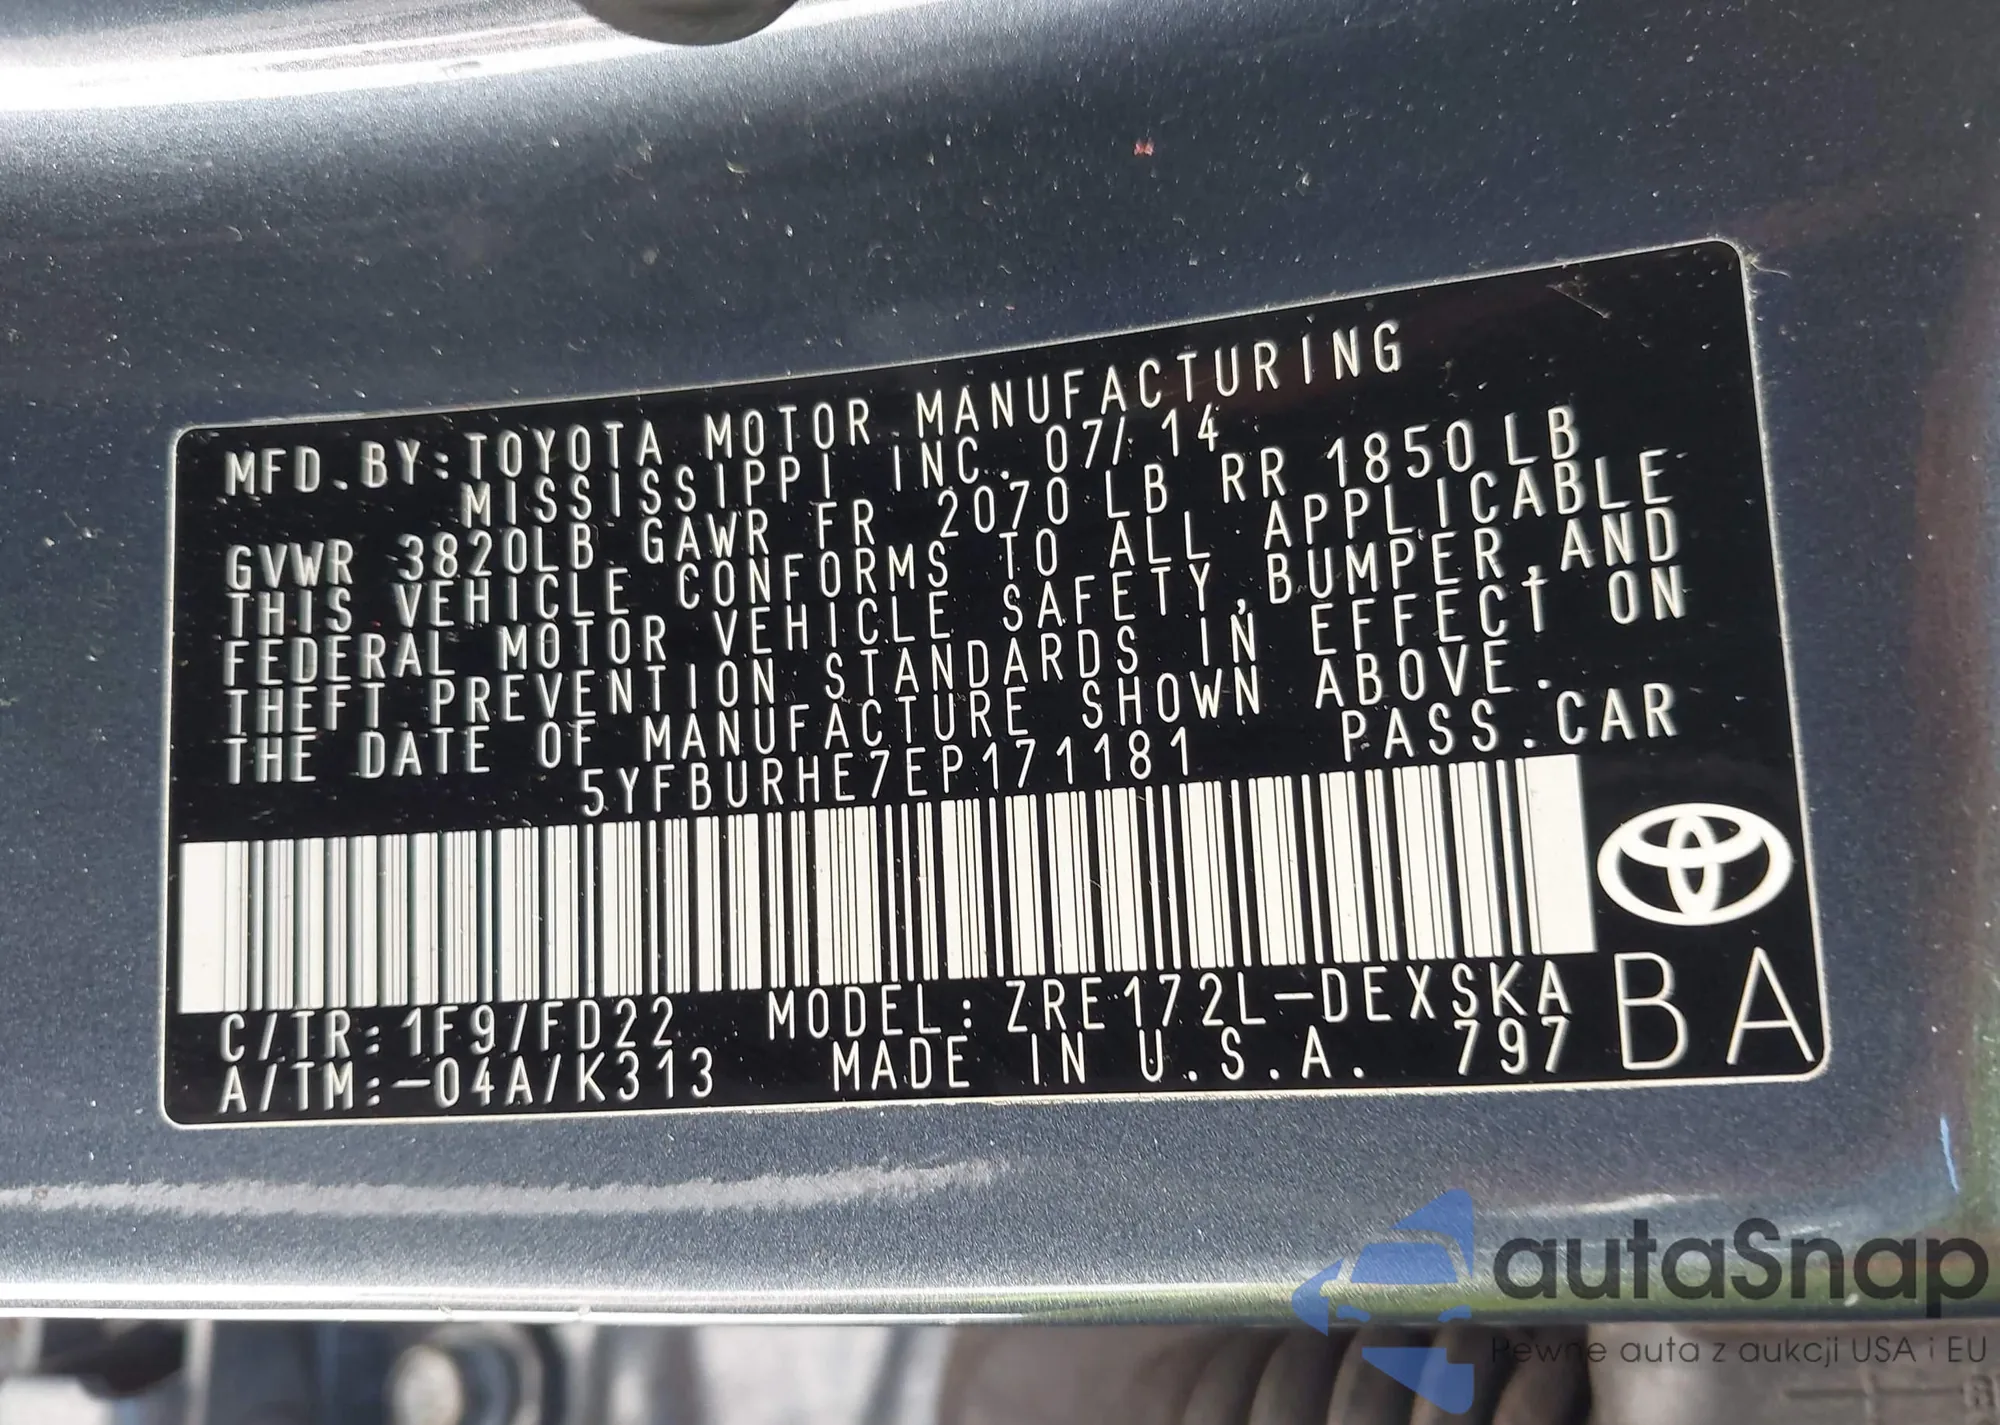 MFD.BY:TOYOTA MOTOR MANUFACTURING
MISSISSIPPI INC. 07/14
GVWR 3820LB GAWR FR 2070LB RR 1850LB
THIS VEHICLE CONFORMS TO ALL APPLICABLE
FEDERAL MOTOR VEHICLE SAFETY,BUMPER,AND
THEFT PREVENTION STANDARDS IN EFFECT ON
THE DATE OF MANUFACTURE SHOWN ABOVE.
5YFBURHE7EP171181 PASS.CAR
C/TR:1F9/FD22 MODEL:ZRE172L-DEXSKA
A/TM:-04A/K313 MADE IN U.S.A. 797
BA
autaSnap
Pewne auta z aukcji USA i EU